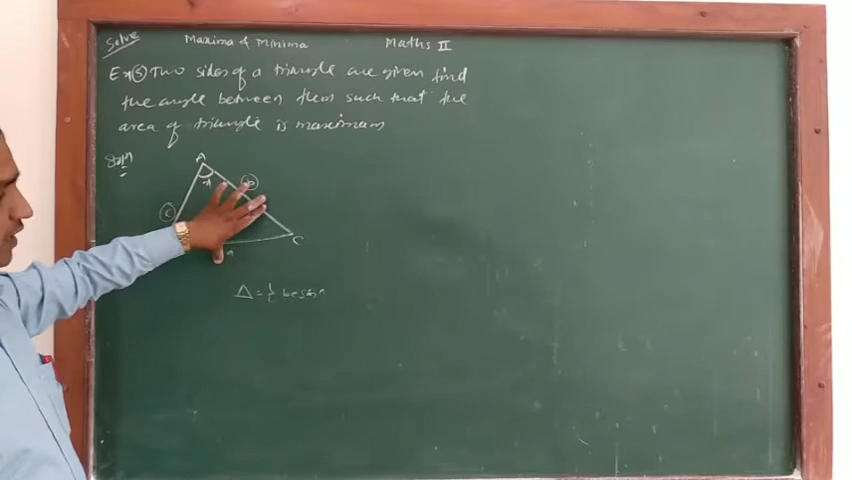 Solve Maxima & Minima Maths II
Ex (5) Two sides of a triangle are given find
the angle between them such that the
area of triangle is maximum
Solⁿ
A
x
c b
C
a
Δ = 1/2 bc sin x